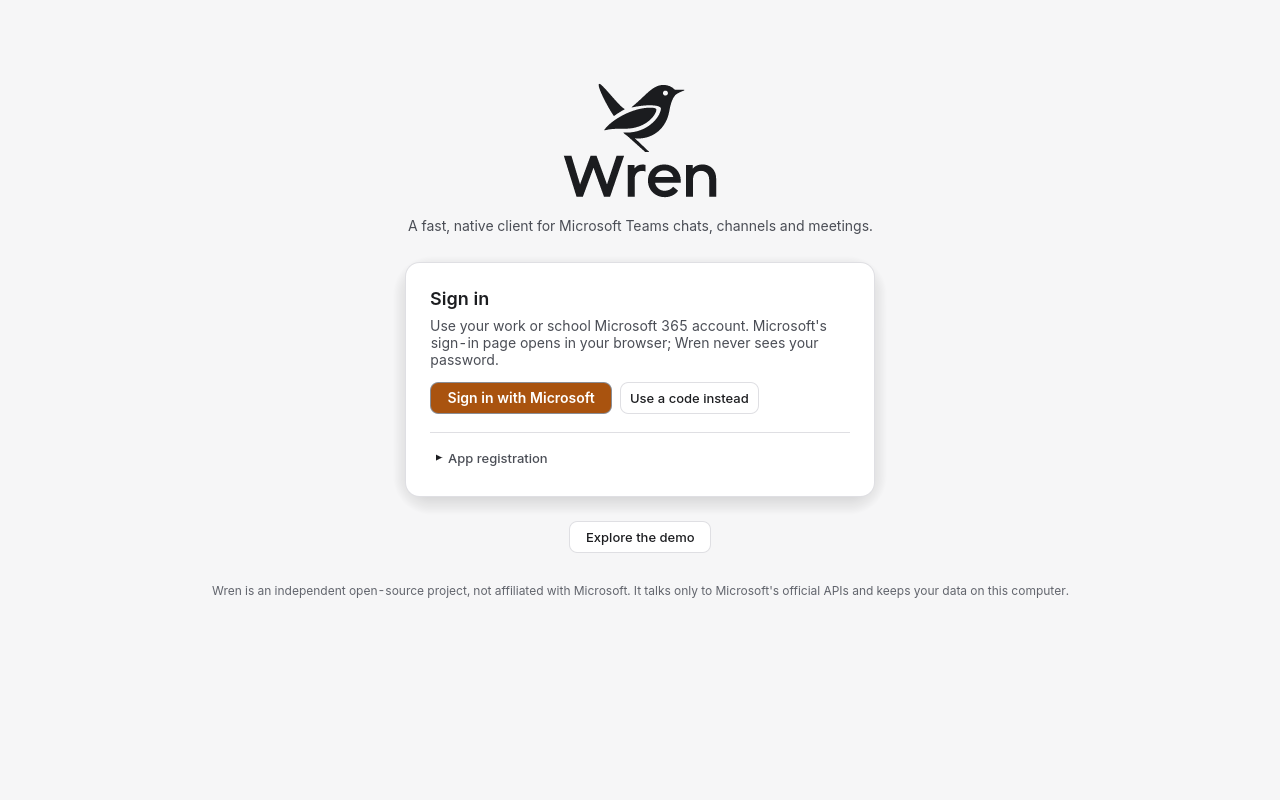 Wren
A fast, native client for Microsoft Teams chats, channels and meetings.
Sign in
Use your work or school Microsoft 365 account. Microsoft's
sign-in page opens in your browser; Wren never sees your
password.
Sign in with Microsoft
Use a code instead
App registration
Explore the demo
Wren is an independent open-source project, not affiliated with Microsoft. It talks only to Microsoft's official APIs and keeps your data on this computer.